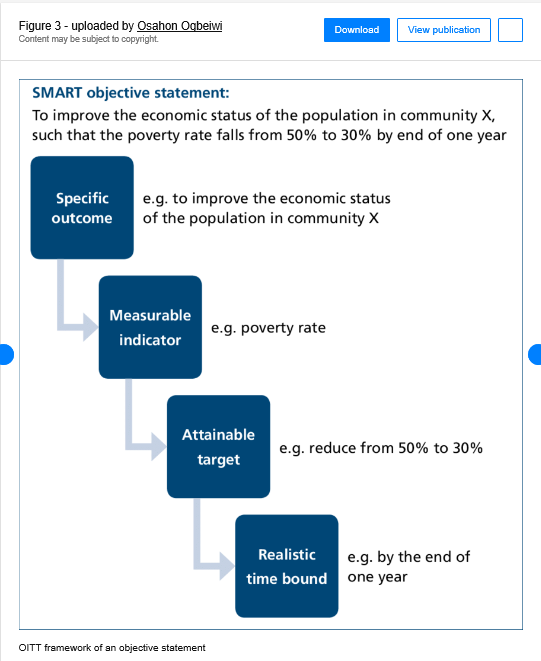 Figure 3 - uploaded by Osahon Ogbeiwi
Content may be subject to copyright.
Download
View publication
SMART objective statement:
To improve the economic status of the population in community X,
such that the poverty rate falls from 50% to 30% by end of one year
Specific
outcome
e.g. to improve the economic status
of the population in community X
Measurable
indicator
e.g. poverty rate
Attainable
target
e.g. reduce from 50% to 30%
Realistic
time bound
e.g. by the end of
one year
OITT framework of an objective statement